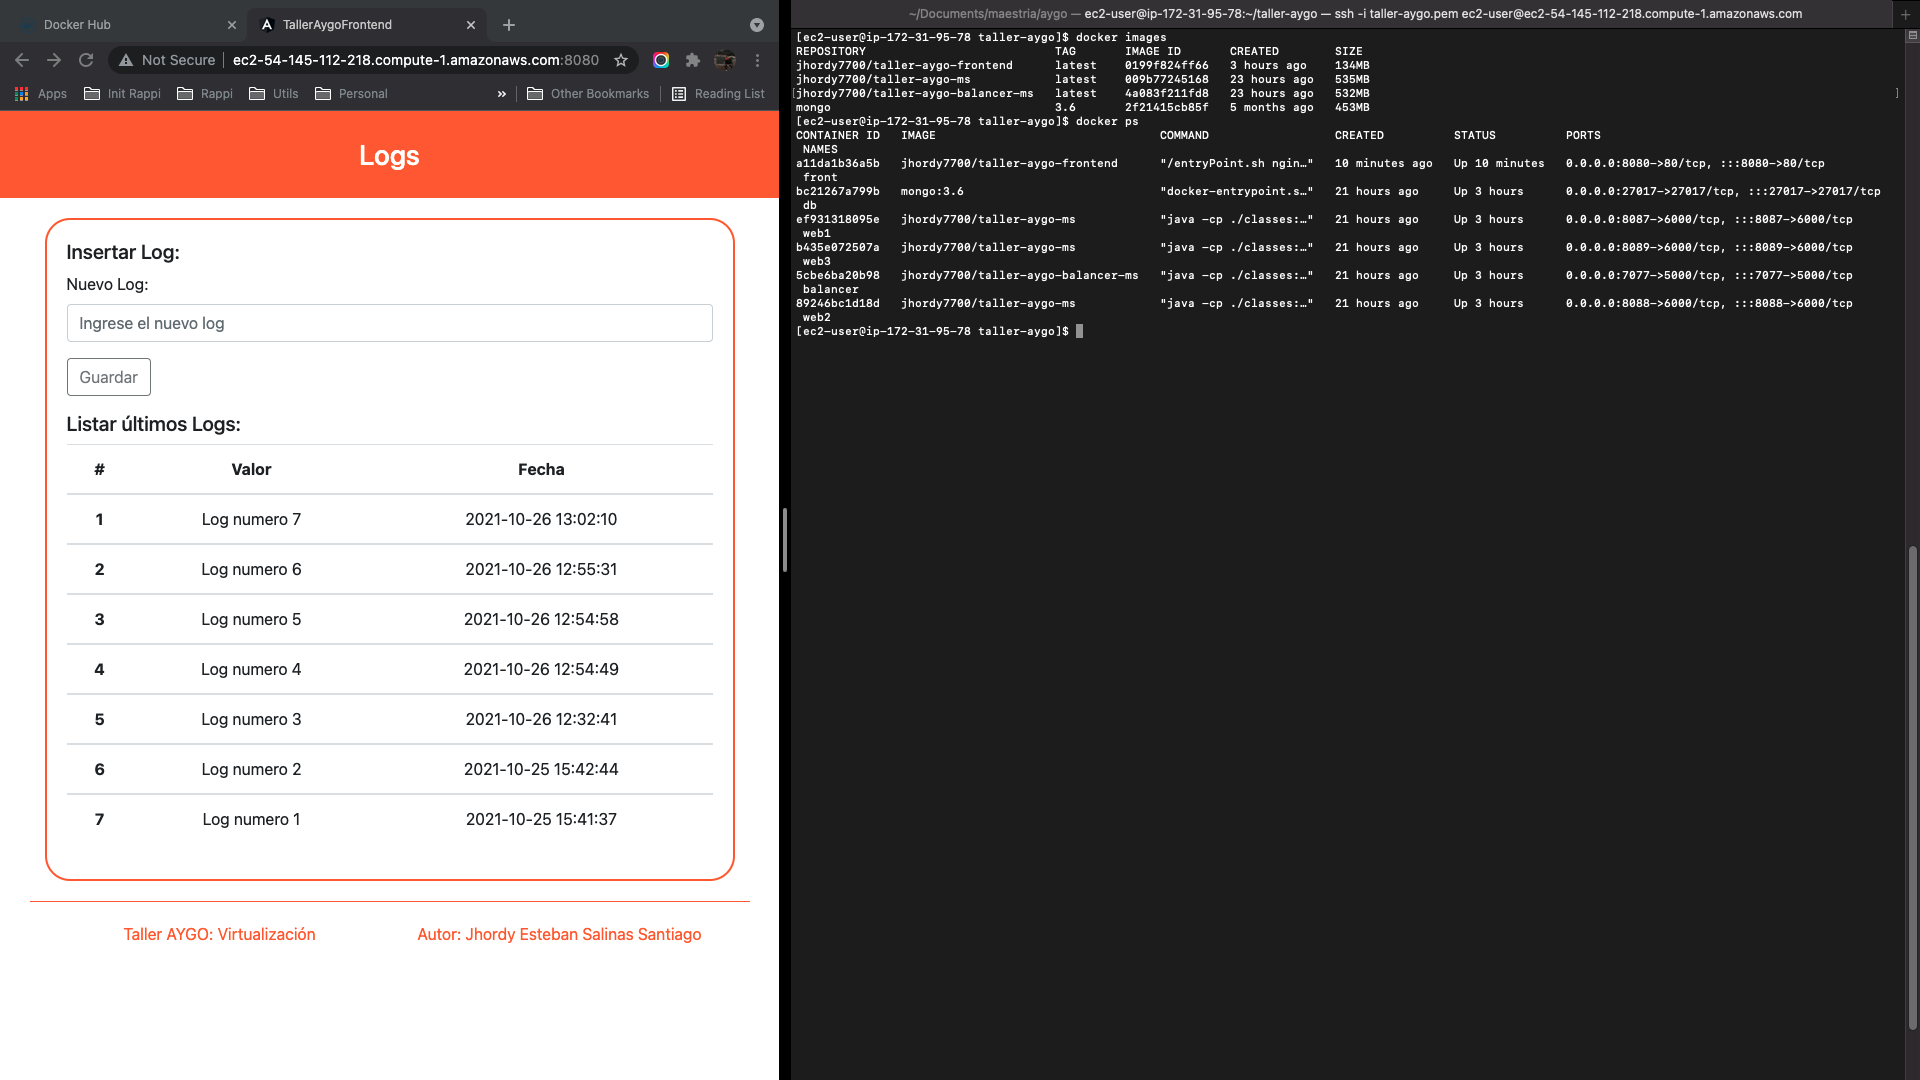 Docker Hub
TallerAygoFrontend
Not Secure
ec2-54-145-112-218.compute-1.amazonaws.com:8080
Apps
Init Rappi
Rappi
Utils
Personal
»
Other Bookmarks
Reading List
Logs
Insertar Log:
Nuevo Log:
Ingrese el nuevo log
Guardar
Listar últimos Logs:
# Valor Fecha
1 Log numero 7 2021-10-26 13:02:10
2 Log numero 6 2021-10-26 12:55:31
3 Log numero 5 2021-10-26 12:54:58
4 Log numero 4 2021-10-26 12:54:49
5 Log numero 3 2021-10-26 12:32:41
6 Log numero 2 2021-10-25 15:42:44
7 Log numero 1 2021-10-25 15:41:37
Taller AYGO: Virtualización
Autor: Jhordy Esteban Salinas Santiago
~/Documents/maestria/aygo — ec2-user@ip-172-31-95-78:~/taller-aygo — ssh -i taller-aygo.pem ec2-user@ec2-54-145-112-218.compute-1.amazonaws.com
[ec2-user@ip-172-31-95-78 taller-aygo]$ docker images
REPOSITORY TAG IMAGE ID CREATED SIZE
jhordy7700/taller-aygo-frontend latest 0199f824ff66 3 hours ago 134MB
jhordy7700/taller-aygo-ms latest 009b77245168 23 hours ago 535MB
[jhordy7700/taller-aygo-balancer-ms latest 4a083f211fd8 23 hours ago 532MB ]
mongo 3.6 2f21415cb85f 5 months ago 453MB
[ec2-user@ip-172-31-95-78 taller-aygo]$ docker ps
CONTAINER ID IMAGE COMMAND CREATED STATUS PORTS
NAMES
a11da1b36a5b jhordy7700/taller-aygo-frontend "/entryPoint.sh ngin…" 10 minutes ago Up 10 minutes 0.0.0.0:8080->80/tcp, :::8080->80/tcp
front
bc21267a799b mongo:3.6 "docker-entrypoint.s…" 21 hours ago Up 3 hours 0.0.0.0:27017->27017/tcp, :::27017->27017/tcp
db
ef931318095e jhordy7700/taller-aygo-ms "java -cp ./classes:…" 21 hours ago Up 3 hours 0.0.0.0:8087->6000/tcp, :::8087->6000/tcp
web1
b435e072507a jhordy7700/taller-aygo-ms "java -cp ./classes:…" 21 hours ago Up 3 hours 0.0.0.0:8089->6000/tcp, :::8089->6000/tcp
web3
5cbe6ba20b98 jhordy7700/taller-aygo-balancer-ms "java -cp ./classes:…" 21 hours ago Up 3 hours 0.0.0.0:7077->5000/tcp, :::7077->5000/tcp
balancer
89246bc1d18d jhordy7700/taller-aygo-ms "java -cp ./classes:…" 21 hours ago Up 3 hours 0.0.0.0:8088->6000/tcp, :::8088->6000/tcp
web2
[ec2-user@ip-172-31-95-78 taller-aygo]$